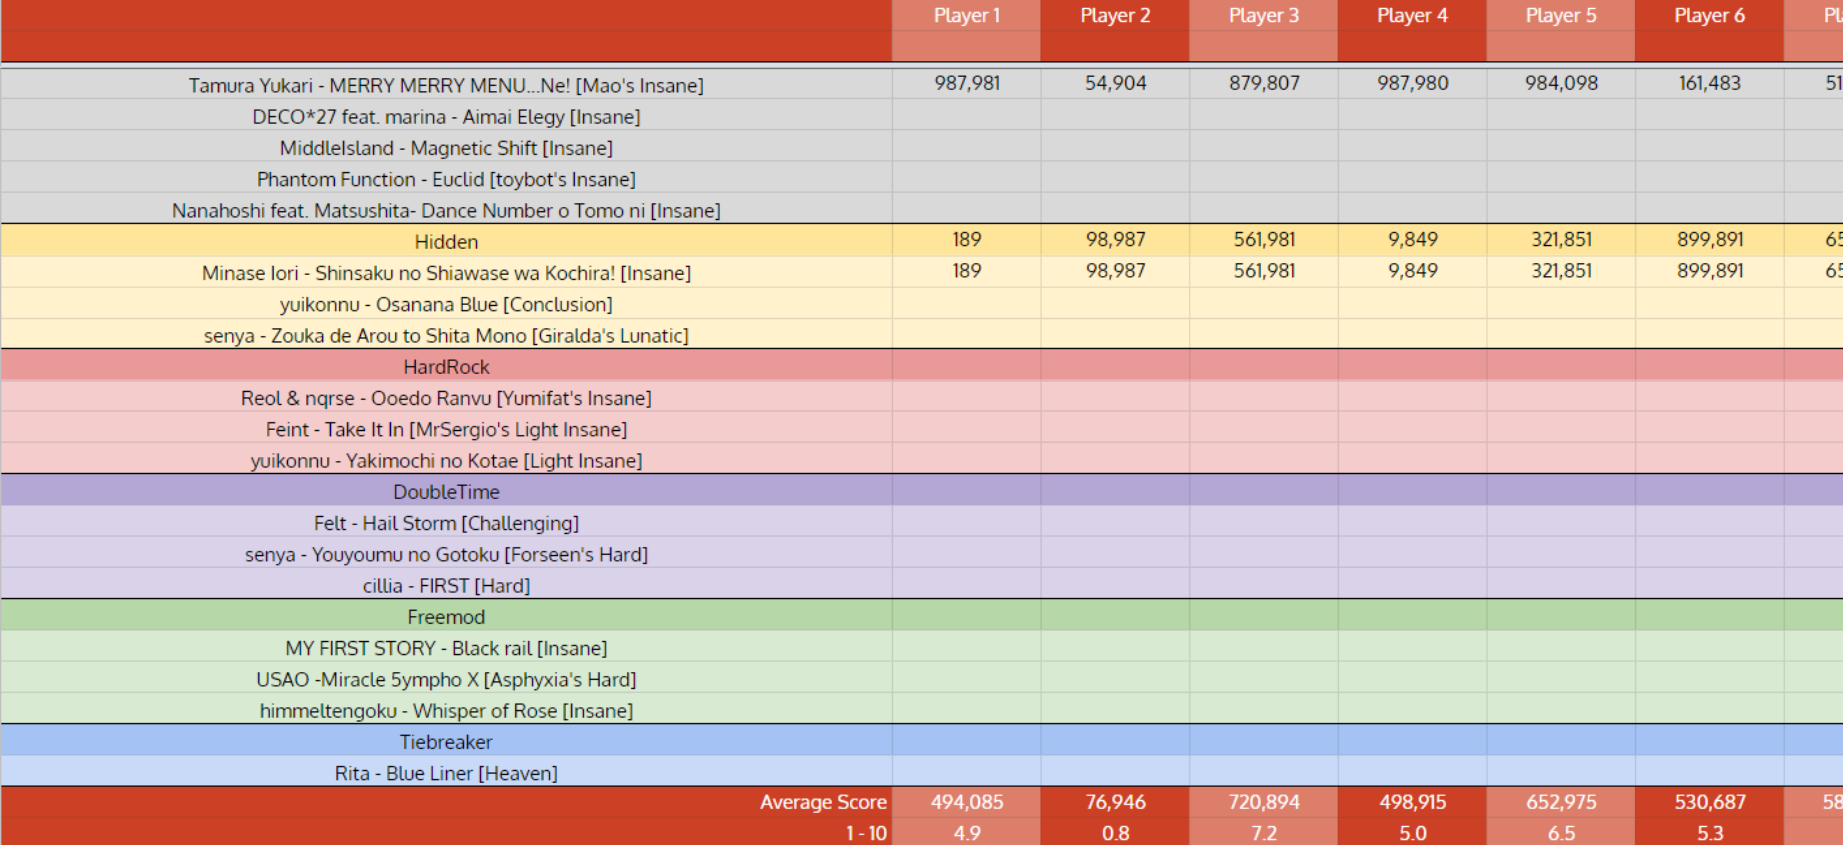 Player 1 Player 2 Player 3 Player 4 Player 5 Player 6
Tamura Yukari - MERRY MERRY MENU...Ne! [Mao's Insane] 987,981 54,904 879,807 987,980 984,098 161,483
DECO*27 feat. marina - Aimai Elegy [Insane]
MiddleIsland - Magnetic Shift [Insane]
Phantom Function - Euclid [toybot's Insane]
Nanahoshi feat. Matsushita- Dance Number o Tomo ni [Insane]
Hidden 189 98,987 561,981 9,849 321,851 899,891
Minase Iori - Shinsaku no Shiawase wa Kochira! [Insane] 189 98,987 561,981 9,849 321,851 899,891
yuikonnu - Osanana Blue [Conclusion]
senya - Zouka de Arou to Shita Mono [Giralda's Lunatic]
HardRock
Reol & nqrse - Ooedo Ranvu [Yumifat's Insane]
Feint - Take It In [MrSergio's Light Insane]
yuikonnu - Yakimochi no Kotae [Light Insane]
DoubleTime
Felt - Hail Storm [Challenging]
senya - Youyoumu no Gotoku [Forseen's Hard]
cillia - FIRST [Hard]
Freemod
MY FIRST STORY - Black rail [Insane]
USAO -Miracle 5ympho X [Asphyxia's Hard]
himmeltengoku - Whisper of Rose [Insane]
Tiebreaker
Rita - Blue Liner [Heaven]
Average Score 494,085 76,946 720,894 498,915 652,975 530,687
1 - 10 4.9 0.8 7.2 5.0 6.5 5.3